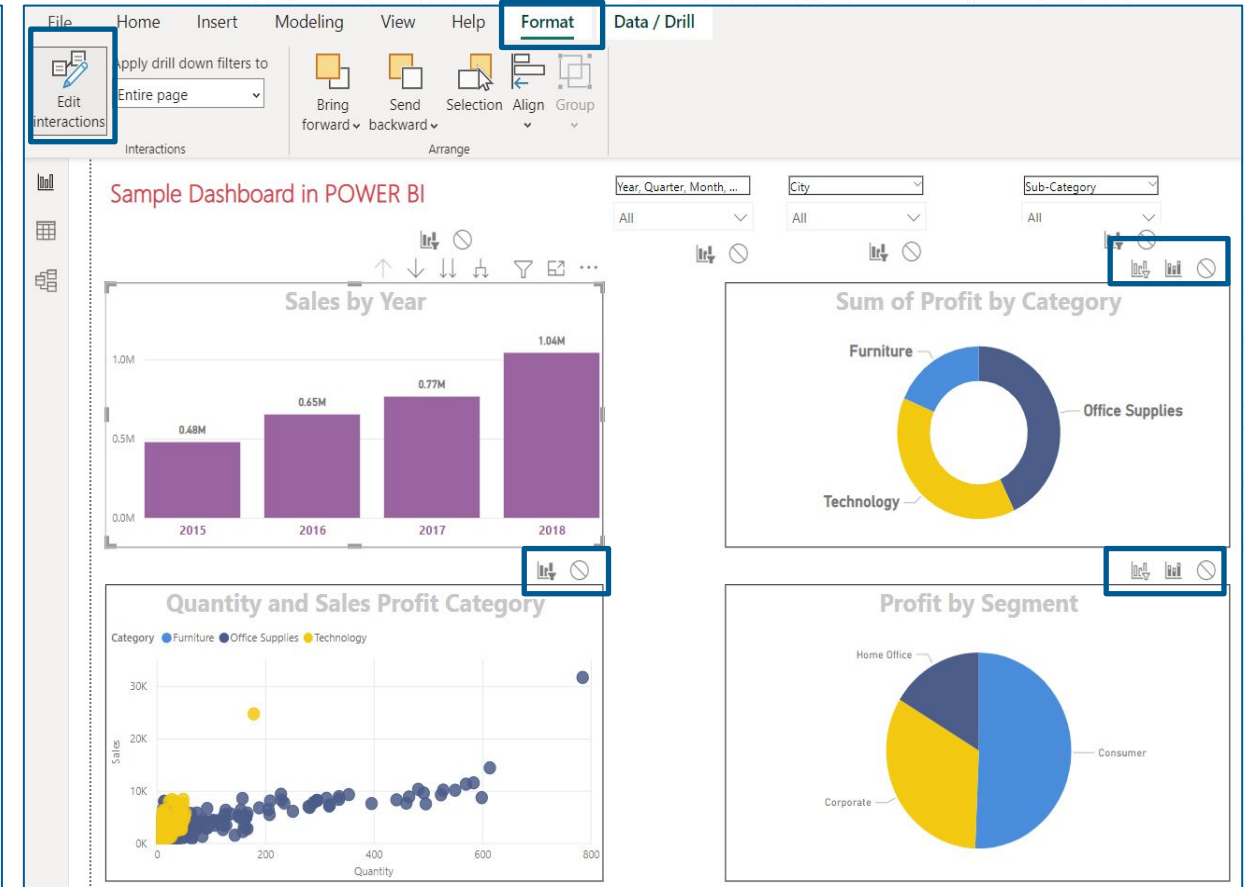 File Home Insert Modeling View Help Format Data / Drill
Edit interactions
Apply drill down filters to
Entire page
Bring forward
Send backward
Selection
Align
Group
Interactions
Arrange
Sample Dashboard in POWER BI
Year, Quarter, Month, ...
All
City
All
Sub-Category
All
Sales by Year
1.0M
0.5M
0.0M
0.48M
0.65M
0.77M
1.04M
2015 2016 2017 2018
Sum of Profit by Category
Furniture
Office Supplies
Technology
Quantity and Sales Profit Category
Category Furniture Office Supplies Technology
30K
20K
10K
0K
Sales
0 200 400 600 800
Quantity
Profit by Segment
Home Office
Consumer
Corporate